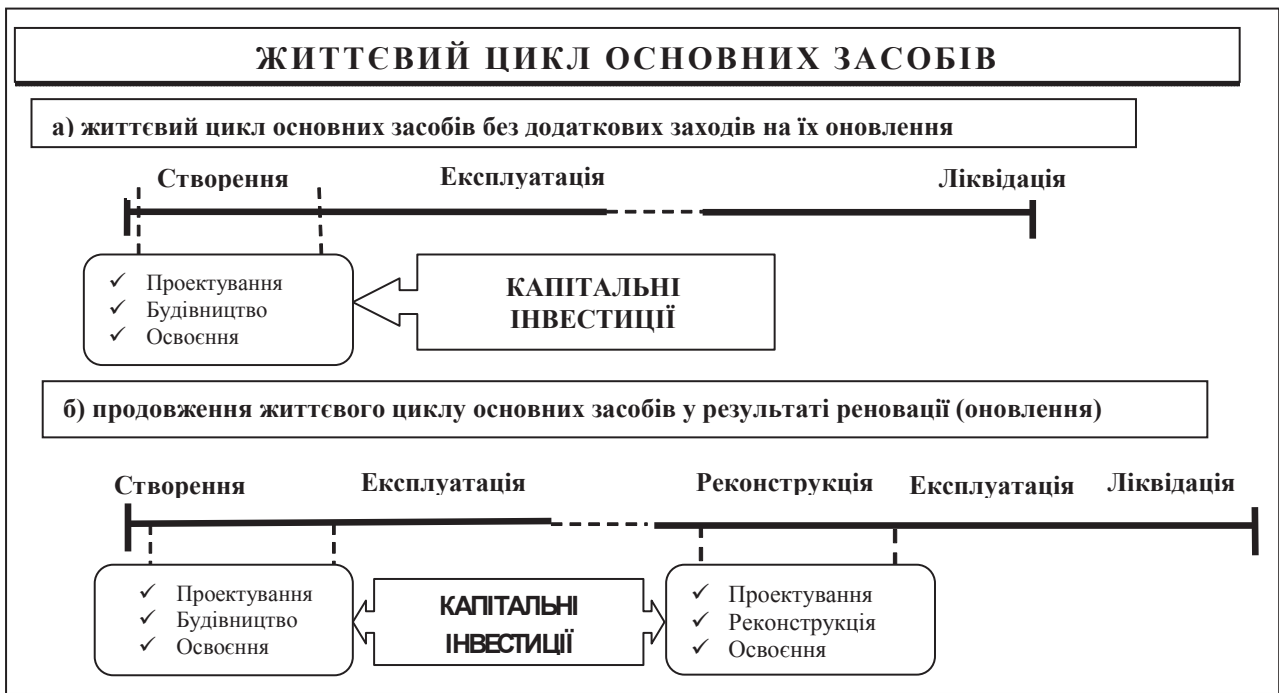 ЖИТТЄВИЙ ЦИКЛ ОСНОВНИХ ЗАСОБІВ
а) життєвий цикл основних засобів без додаткових заходів на їх оновлення
Створення Експлуатація Ліквідація
✓ Проектування
✓ Будівництво
✓ Освоєння
КАПІТАЛЬНІ
ІНВЕСТИЦІЇ
б) продовження життєвого циклу основних засобів у результаті реновації (оновлення)
Створення Експлуатація Реконструкція Експлуатація Ліквідація
✓ Проектування
✓ Будівництво
✓ Освоєння
КАПІТАЛЬНІ
ІНВЕСТИЦІЇ
✓ Проектування
✓ Реконструкція
✓ Освоєння